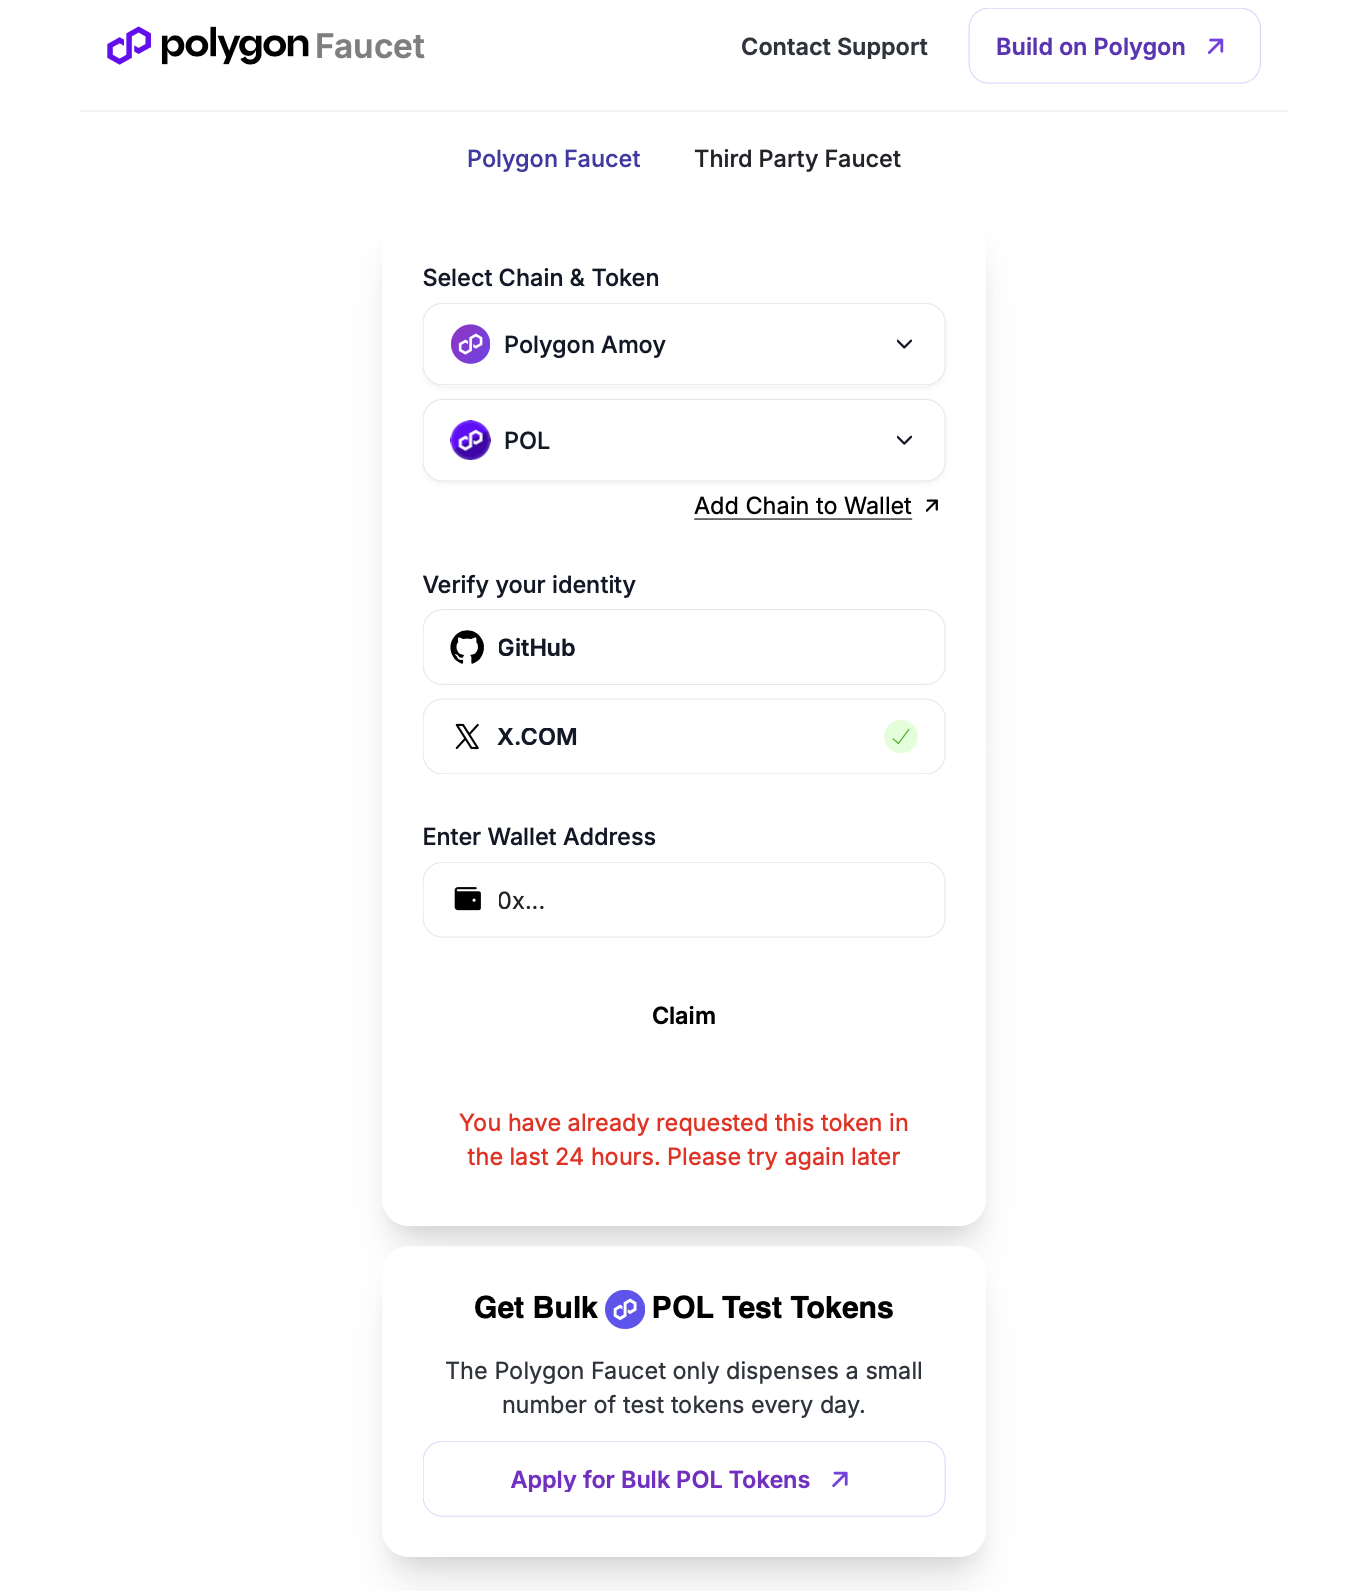 polygon Faucet
Contact Support
Build on Polygon
Polygon Faucet
Third Party Faucet
Select Chain & Token
Polygon Amoy
POL
Add Chain to Wallet
Verify your identity
GitHub
X.COM
Enter Wallet Address
0x...
Claim
You have already requested this token in
the last 24 hours. Please try again later
Get Bulk POL Test Tokens
The Polygon Faucet only dispenses a small
number of test tokens every day.
Apply for Bulk POL Tokens